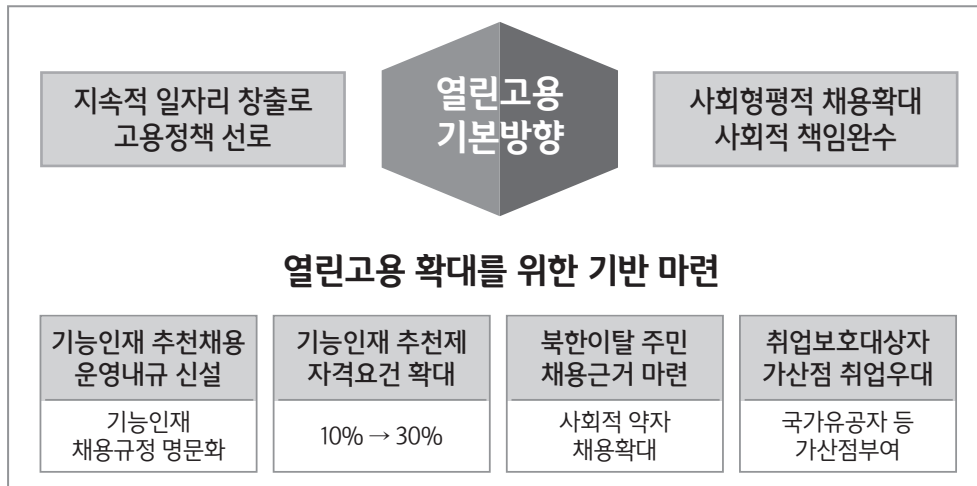 지속적 일자리 창출로
고용정책 선로
열린고용
기본방향
사회형평적 채용확대
사회적 책임완수
열린고용 확대를 위한 기반 마련
기능인재 추천채용
운영내규 신설
기능인재
채용규정 명문화
기능인재 추천제
자격요건 확대
10% → 30%
북한이탈 주민
채용근거 마련
사회적 약자
채용확대
취업보호대상자
가산점 취업우대
국가유공자 등
가산점부여